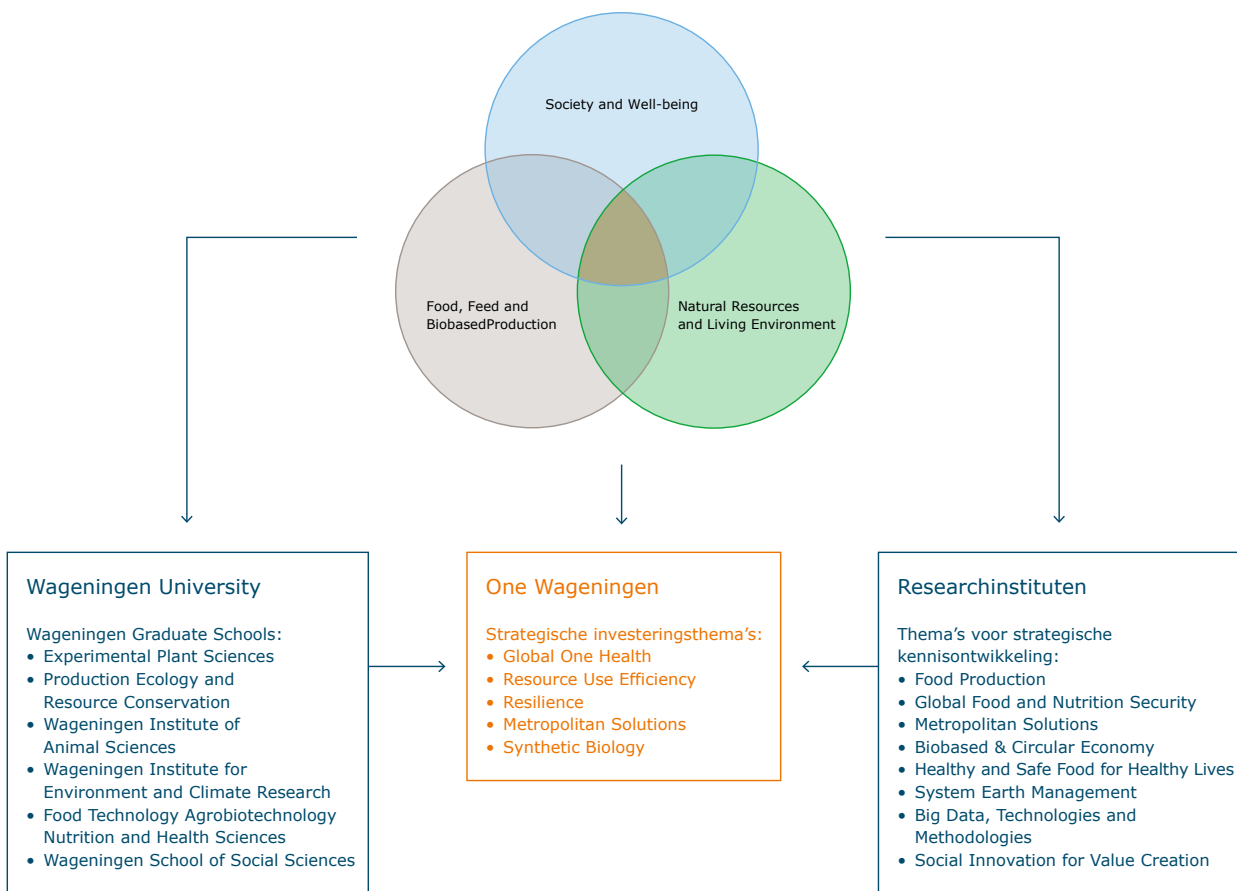 Society and Well-being
Food, Feed and
BiobasedProduction
Natural Resources
and Living Environment
Wageningen University
Wageningen Graduate Schools:
• Experimental Plant Sciences
• Production Ecology and
Resource Conservation
• Wageningen Institute of
Animal Sciences
• Wageningen Institute for
Environment and Climate Research
• Food Technology Agrobiotechnology
Nutrition and Health Sciences
• Wageningen School of Social Sciences
One Wageningen
Strategische investeringsthema’s:
• Global One Health
• Resource Use Efficiency
• Resilience
• Metropolitan Solutions
• Synthetic Biology
Researchinstituten
Thema’s voor strategische
kennisontwikkeling:
• Food Production
• Global Food and Nutrition Security
• Metropolitan Solutions
• Biobased & Circular Economy
• Healthy and Safe Food for Healthy Lives
• System Earth Management
• Big Data, Technologies and
Methodologies
• Social Innovation for Value Creation